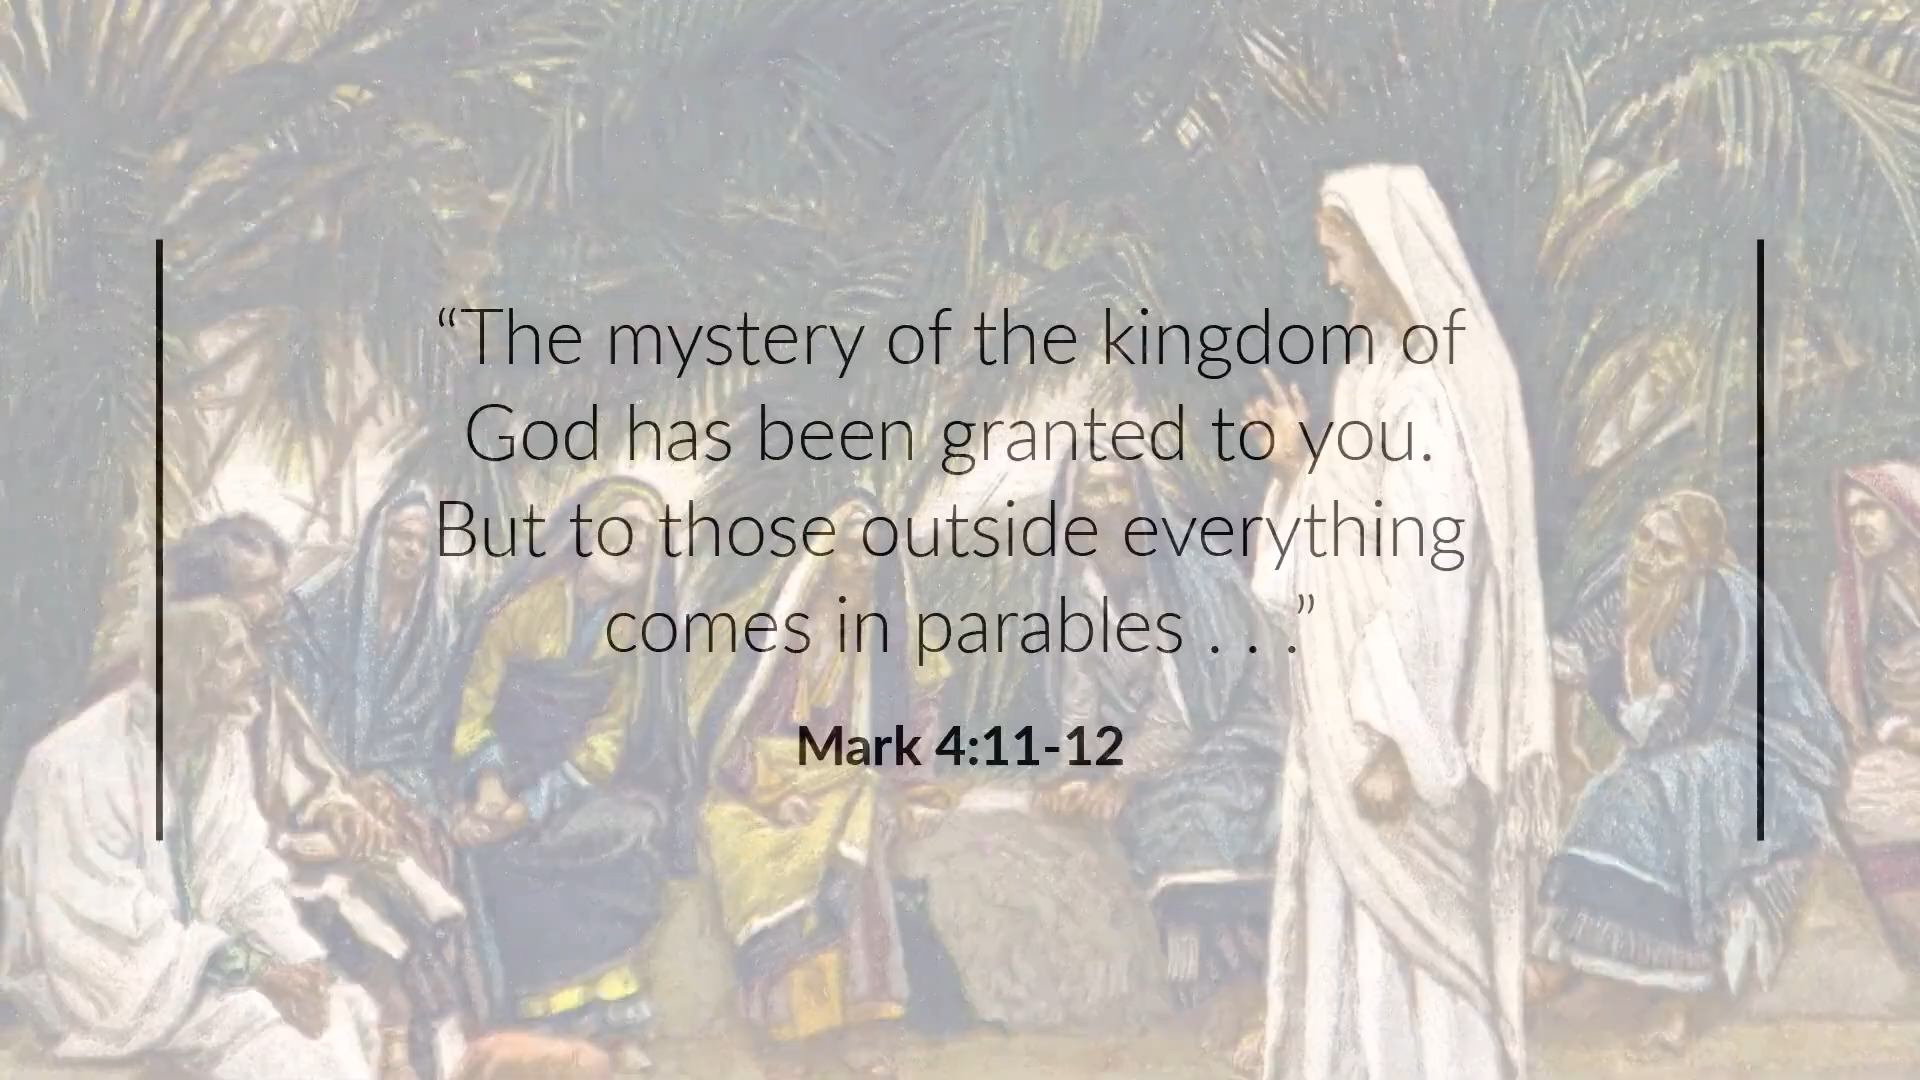 “The mystery of the kingdom of
God has been granted to you.
But to those outside everything
comes in parables . . .”
Mark 4:11-12